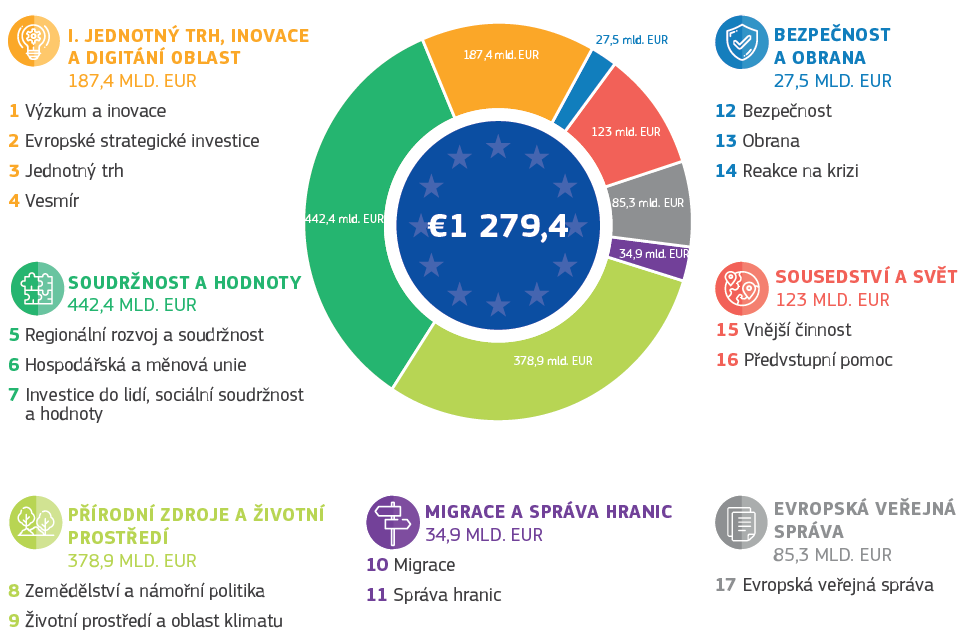 I. JEDNOTNÝ TRH, INOVACE
A DIGITÁNÍ OBLAST
187,4 MLD. EUR
1 Výzkum a inovace
2 Evropské strategické investice
3 Jednotný trh
4 Vesmír
SOUDRŽNOST A HODNOTY
442,4 MLD. EUR
5 Regionální rozvoj a soudržnost
6 Hospodářská a měnová unie
7 Investice do lidí, sociální soudržnost
a hodnoty
187,4 mld. EUR
27,5 mld. EUR
123 mld. EUR
85,3 mld. EUR
34,9 mld. EUR
378,9 mld. EUR
442,4 mld. EUR
€1 279,4
BEZPEČNOST
A OBRANA
27,5 MLD. EUR
12 Bezpečnost
13 Obrana
14 Reakce na krizi
SOUSEDSTVÍ A SVĚT
123 MLD. EUR
15 Vnější činnost
16 Předvstupní pomoc
PŘÍRODNÍ ZDROJE A ŽIVOTNÍ
PROSTŘEDÍ
378,9 MLD. EUR
8 Zemědělství a námořní politika
9 Životní prostředí a oblast klimatu
MIGRACE A SPRÁVA HRANIC
34,9 MLD. EUR
10 Migrace
11 Správa hranic
EVROPSKÁ VEŘEJNÁ
SPRÁVA
85,3 MLD. EUR
17 Evropská veřejná správa